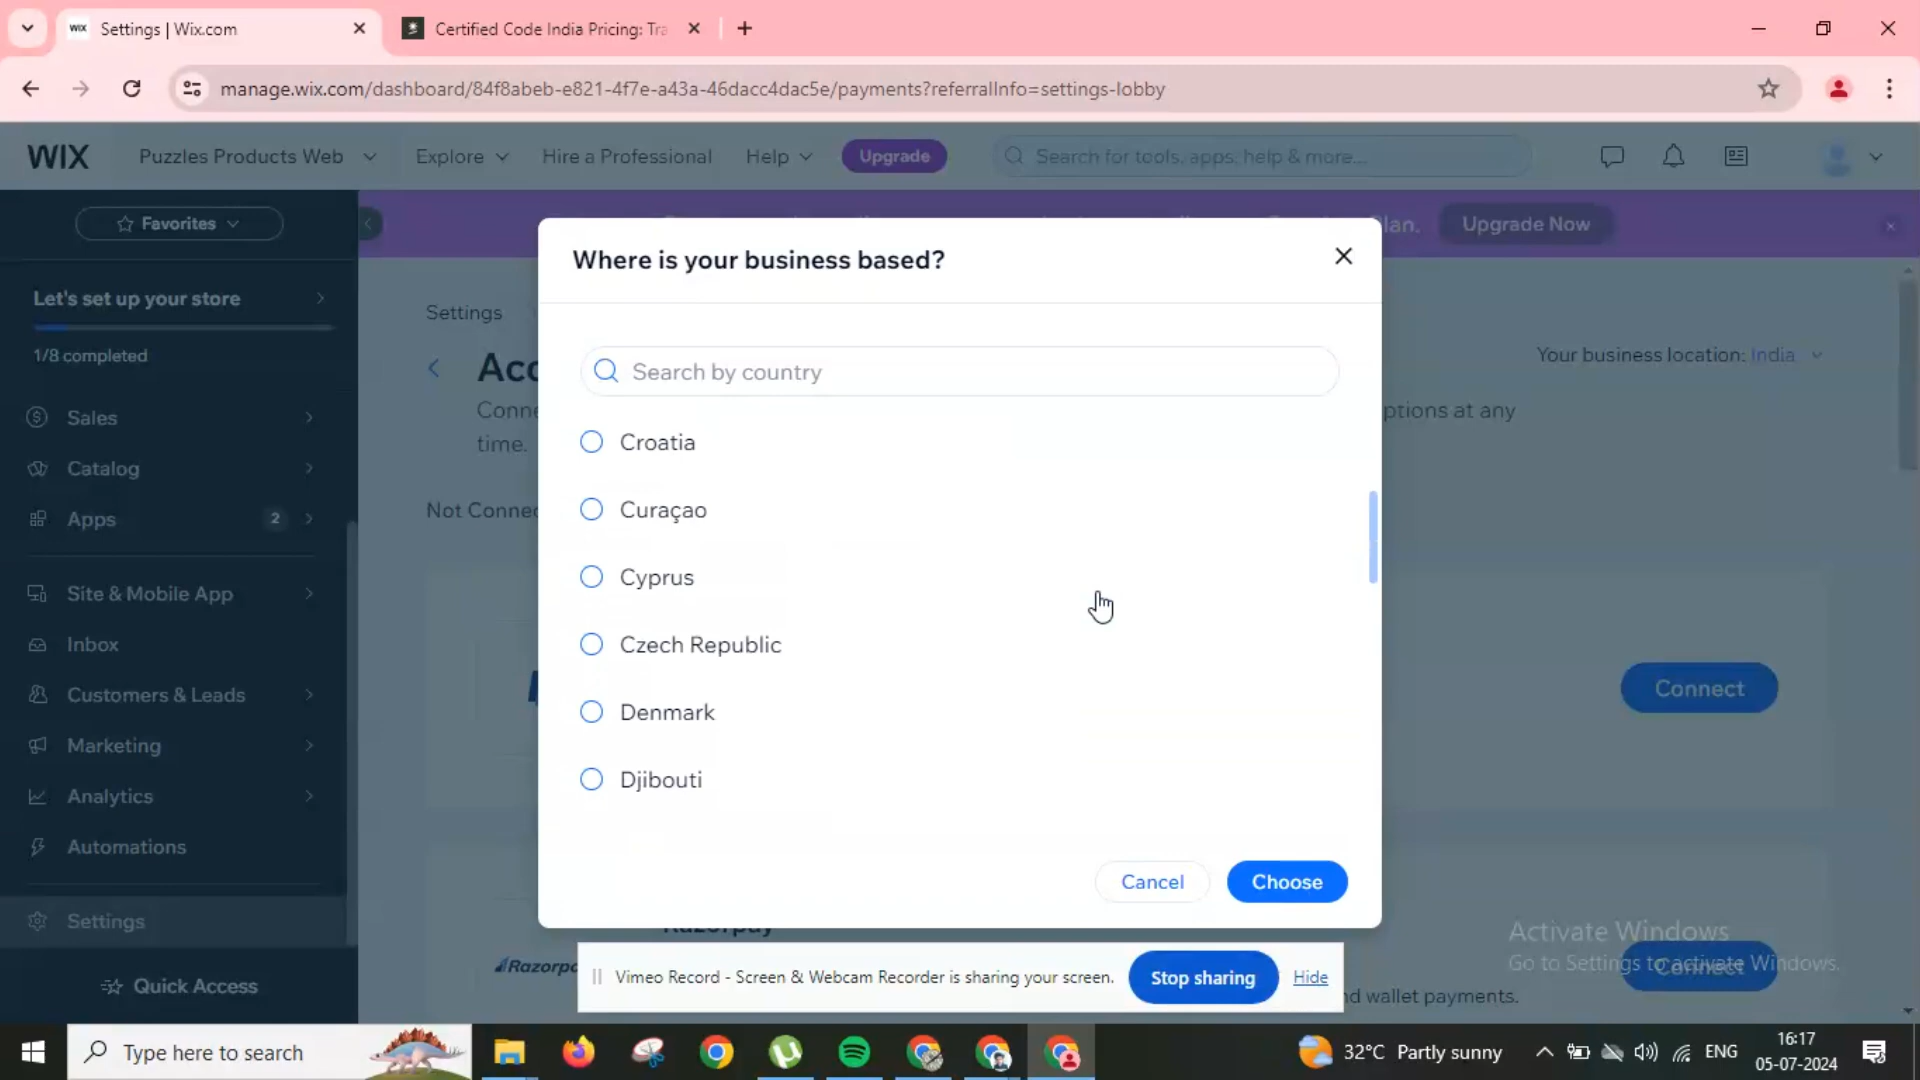 Settings | Wix.com
Certified Code India Pricing: Tra
manage.wix.com/dashboard/84f8abeb-e821-4f7e-a43a-46dacc4dac5e/payments?referralInfo=settings-lobby
WIX
Puzzles Products Web
Explore
Hire a Professional
Help
Upgrade
Search for tools, apps, help & more...
Favorites
Plan.
Upgrade Now
Let's set up your store
1/8 completed
Sales
Catalog
Apps
2
Site & Mobile App
Inbox
Customers & Leads
Marketing
Analytics
Automations
Settings
Quick Access
Settings
Your business location: India
time.
ptions at any
Where is your business based?
Search by country
Croatia
Curaçao
Cyprus
Czech Republic
Denmark
Djibouti
Cancel
Choose
Connect
Razorpay
Connect
wallet payments.
Activate Windows
Go to Settings to activate Windows.
Vimeo Record - Screen & Webcam Recorder is sharing your screen.
Stop sharing
Hide
Type here to search
32°C Partly sunny
ENG
16:17
05-07-2024